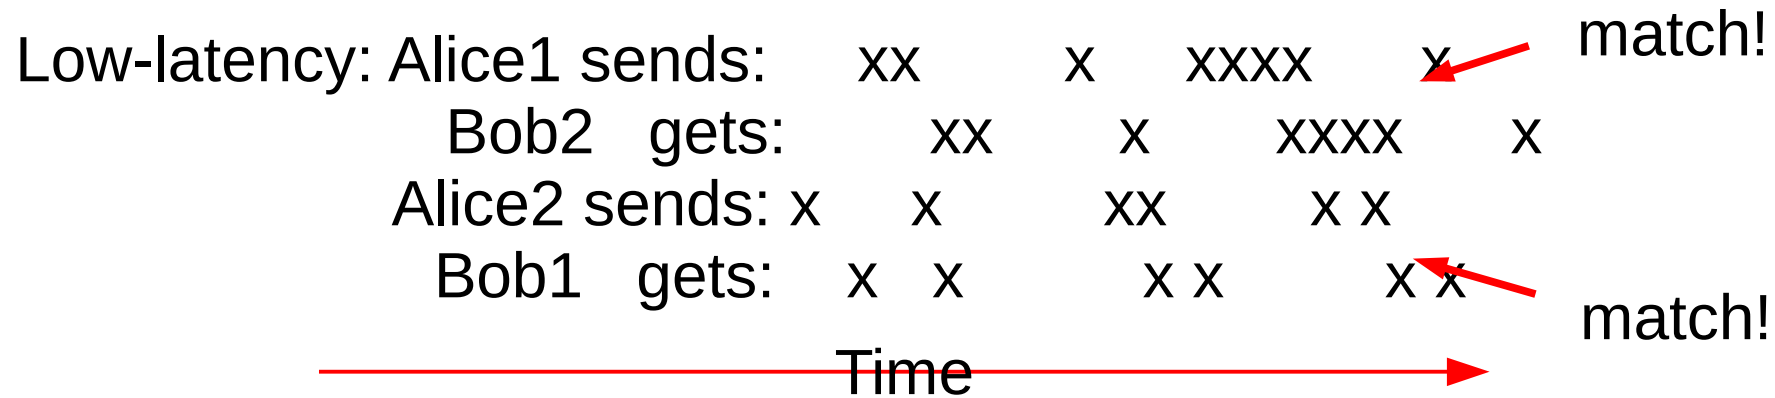 match!
Low-latency: Alice1 sends: xx x xxxx x
Bob2 gets: xx x xxxx x
Alice2 sends: x x xx x x
Bob1 gets: x x x x x x
match!
Time